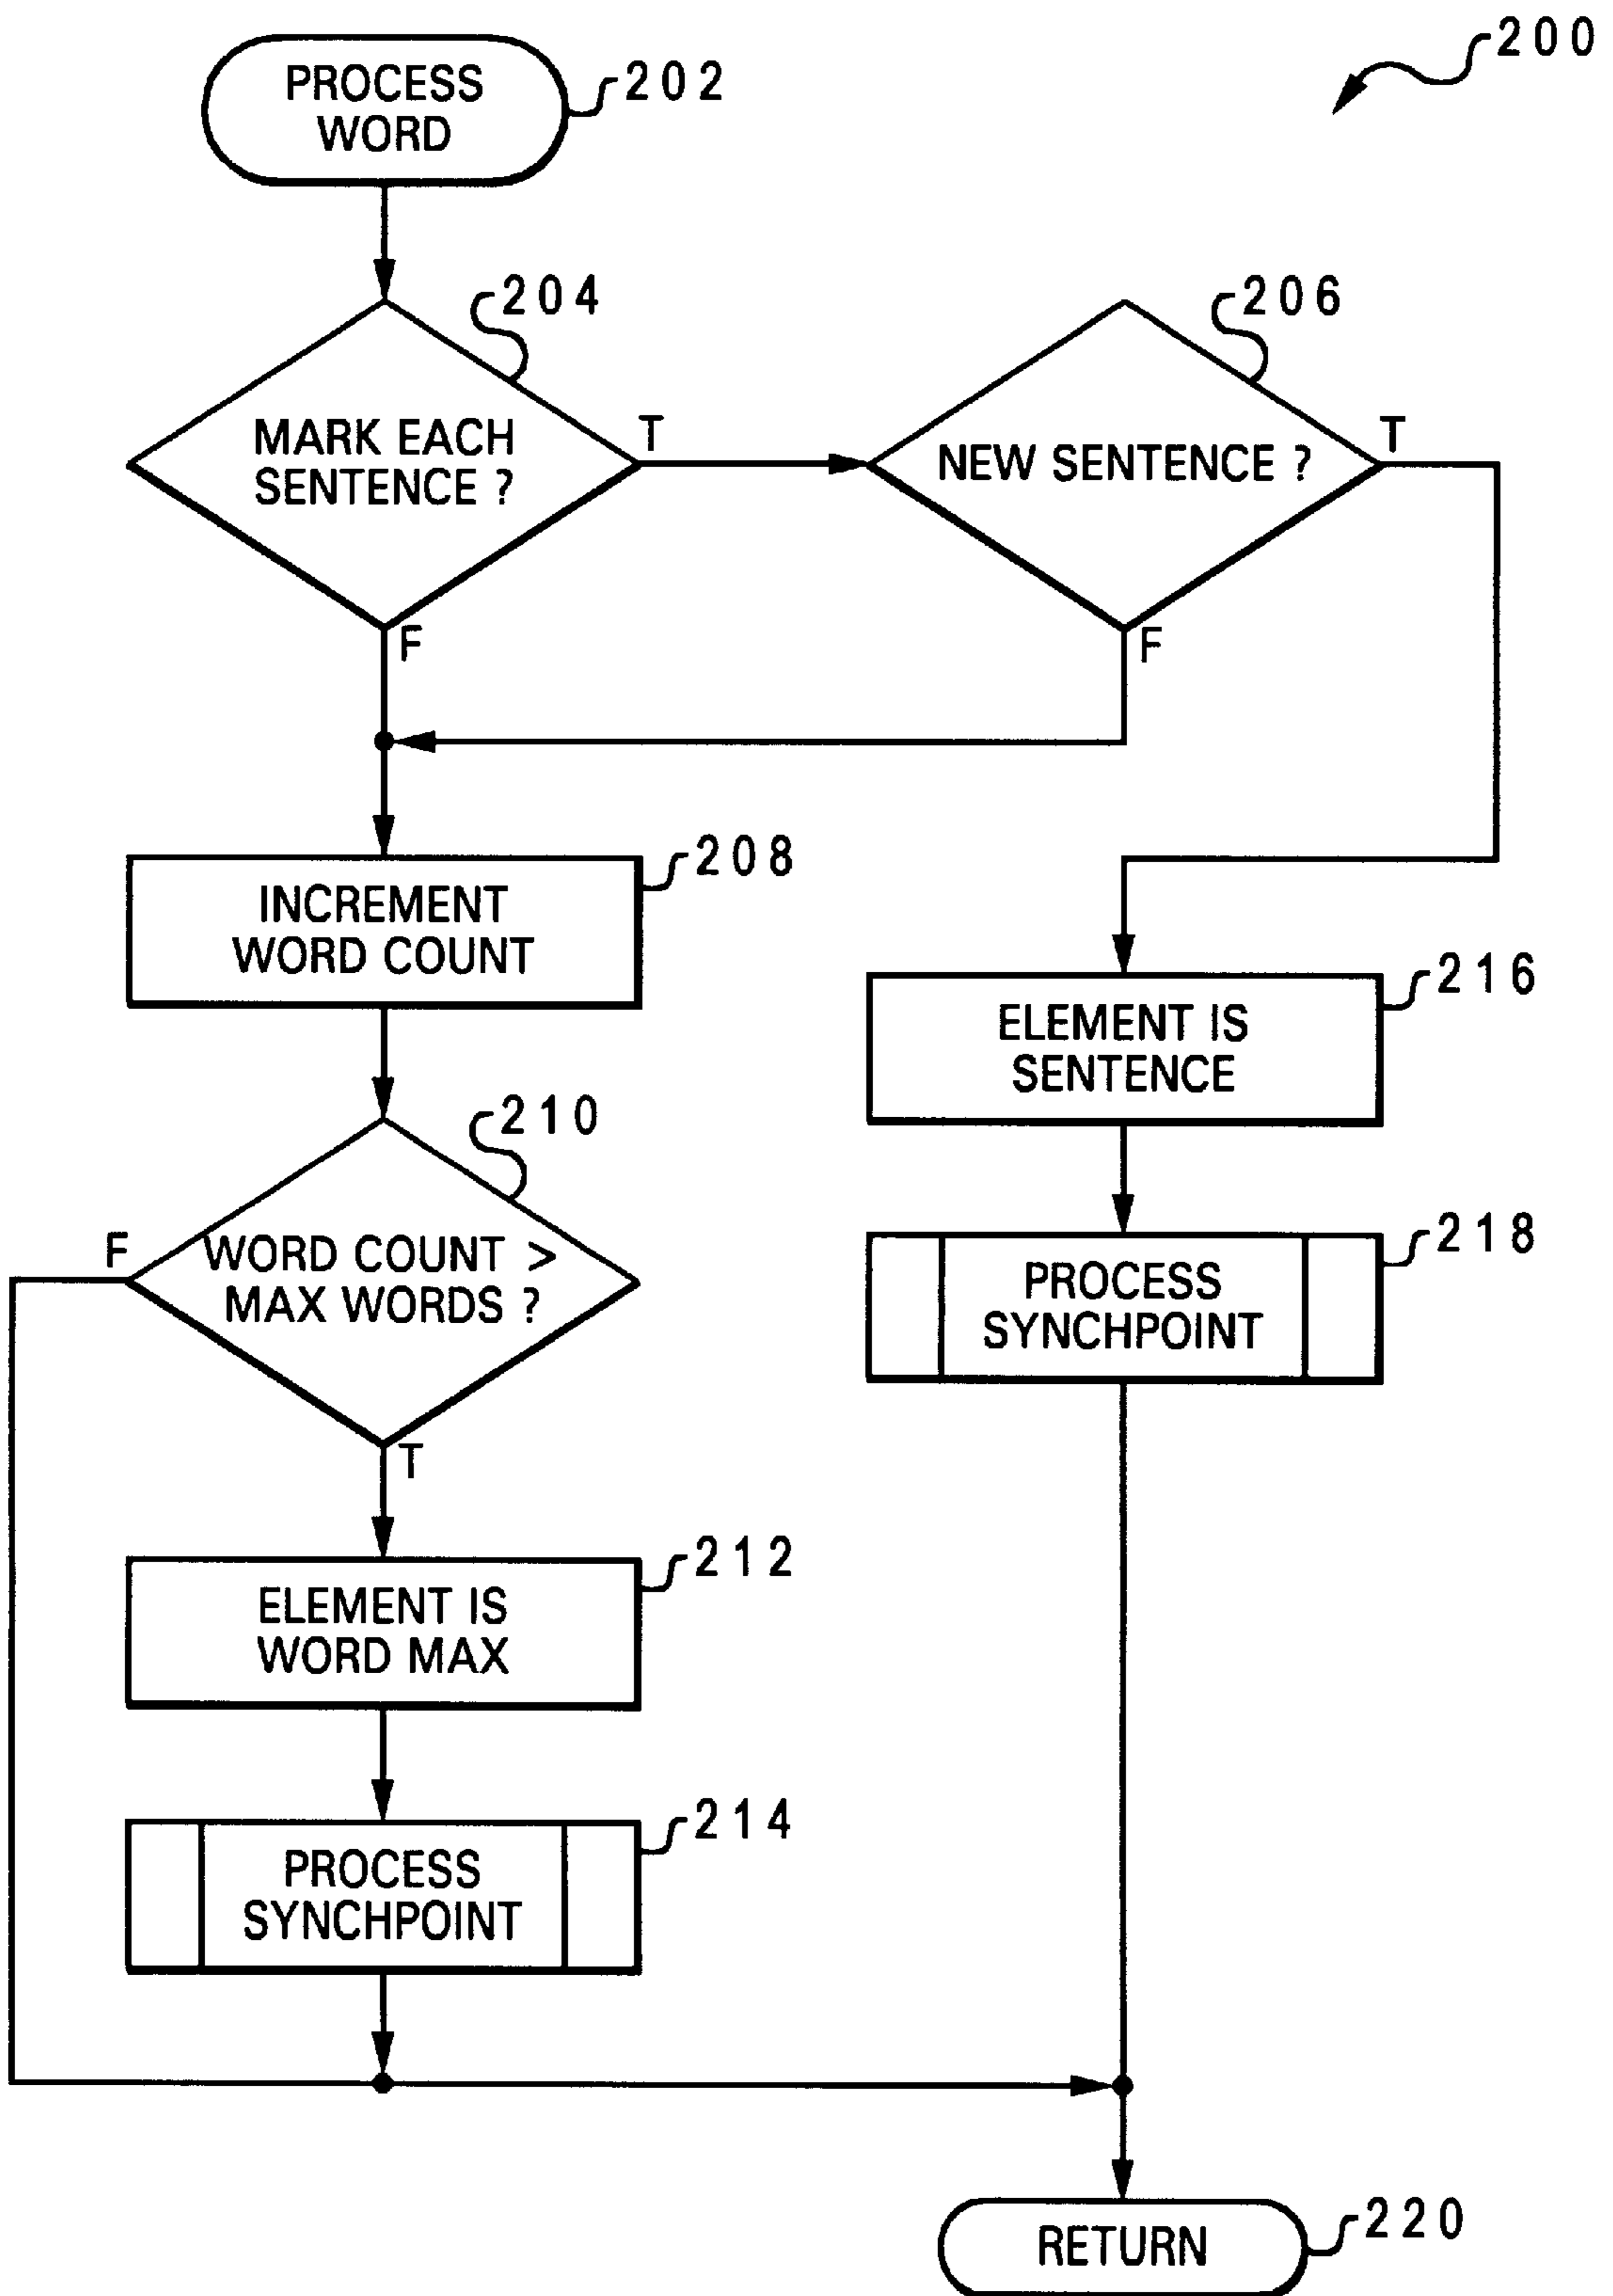 200
PROCESS
WORD
202
204
206
MARK EACH
SENTENCE ?
T
NEW SENTENCE ?
T
F
F
208
INCREMENT
WORD COUNT
216
ELEMENT IS
SENTENCE
210
F
WORD COUNT >
MAX WORDS ?
T
218
PROCESS
SYNCHPOINT
212
ELEMENT IS
WORD MAX
214
PROCESS
SYNCHPOINT
RETURN
220